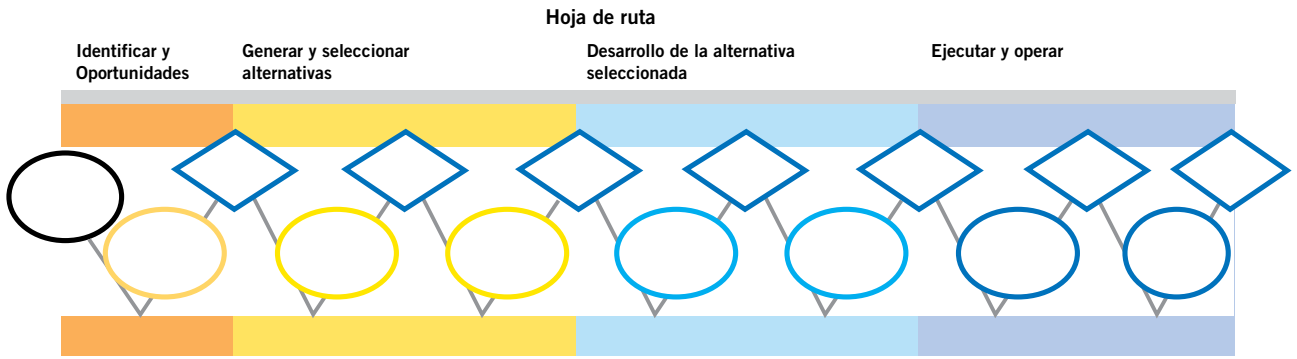 Hoja de ruta
Identificar y
Oportunidades
Generar y seleccionar
alternativas
Desarrollo de la alternativa
seleccionada
Ejecutar y operar